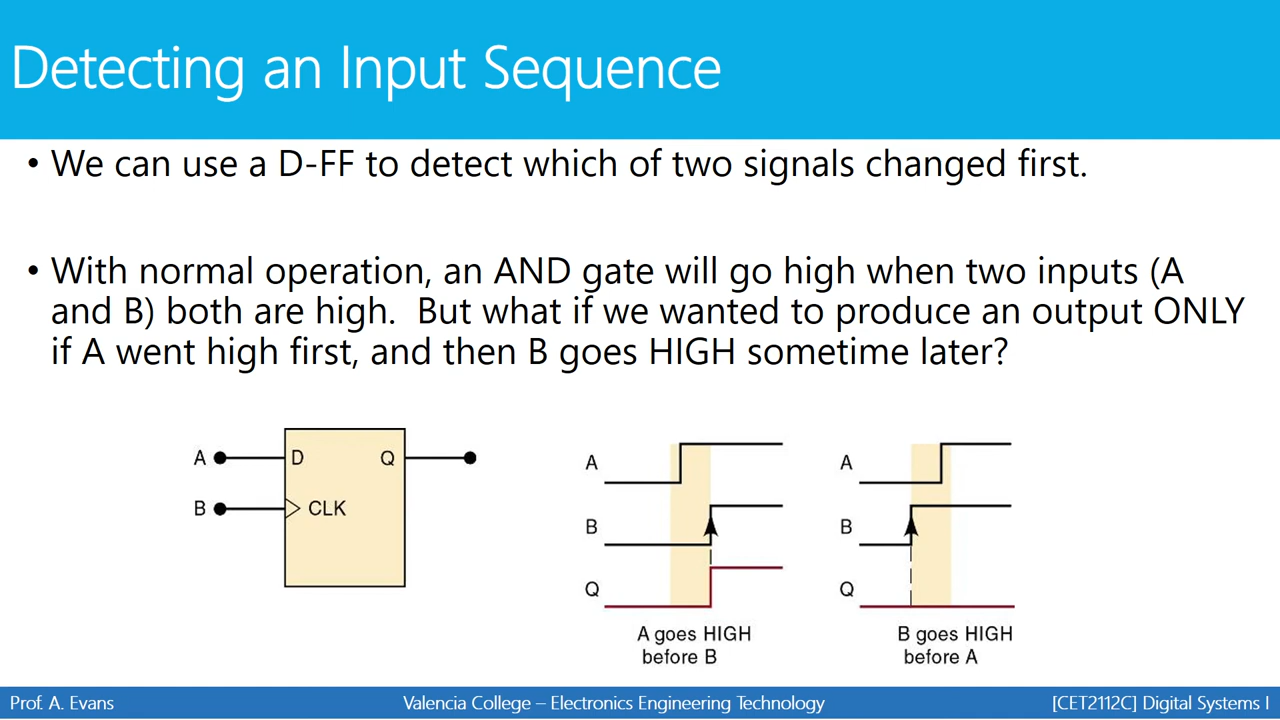 Detecting an Input Sequence
• We can use a D-FF to detect which of two signals changed first.
• With normal operation, an AND gate will go high when two inputs (A
and B) both are high.  But what if we wanted to produce an output ONLY
if A went high first, and then B goes HIGH sometime later?
A
D
Q
B
CLK
A
B
Q
A goes HIGH
before B
A
B
Q
B goes HIGH
before A
Prof. A. Evans
Valencia College – Electronics Engineering Technology
[CET2112C] Digital Systems I